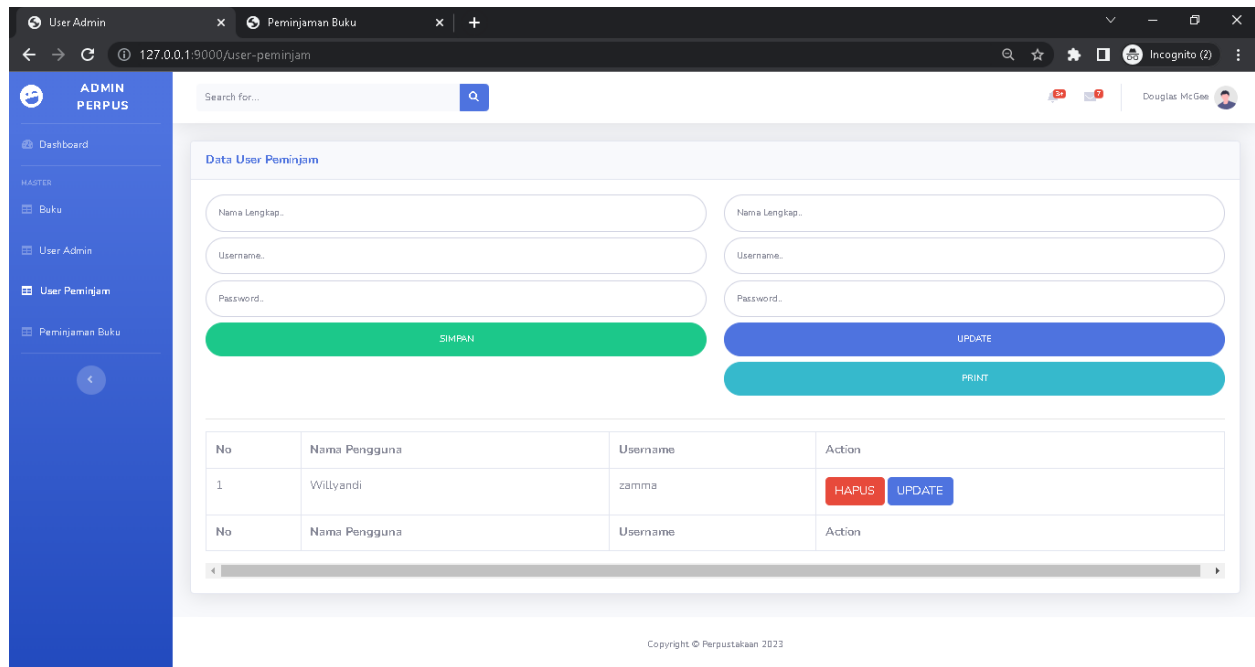 User Admin
Peminjaman Buku
127.0.0.1:9000/user-peminjam
Incognito (2)
ADMIN
PERPUS
Search for...
3+
7
Douglas McGee
Dashboard
MASTER
Buku
User Admin
User Peminjam
Peminjaman Buku
Data User Peminjam
Nama Lengkap..
Nama Lengkap..
Username..
Username..
Password..
Password..
SIMPAN
UPDATE
PRINT
No Nama Pengguna Username Action
1 Willyandi zamma HAPUS UPDATE
No Nama Pengguna Username Action
Copyright © Perpustakaan 2023